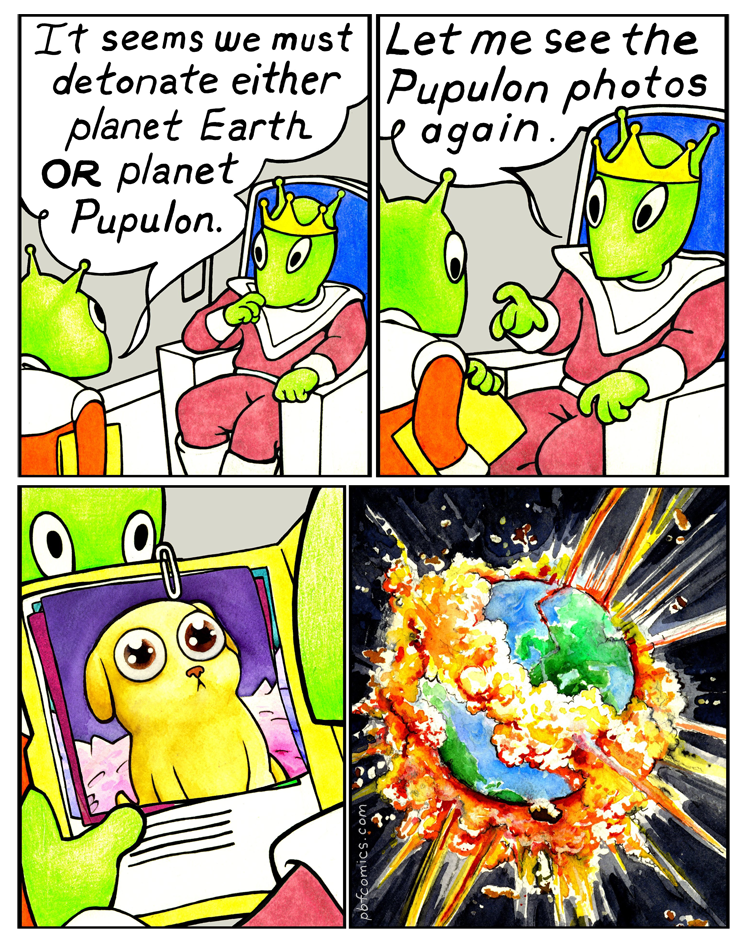 It seems we must
detonate either
planet Earth
OR planet
Pupulon.
Let me see the
Pupulon photos
again.
pbfcomics.com